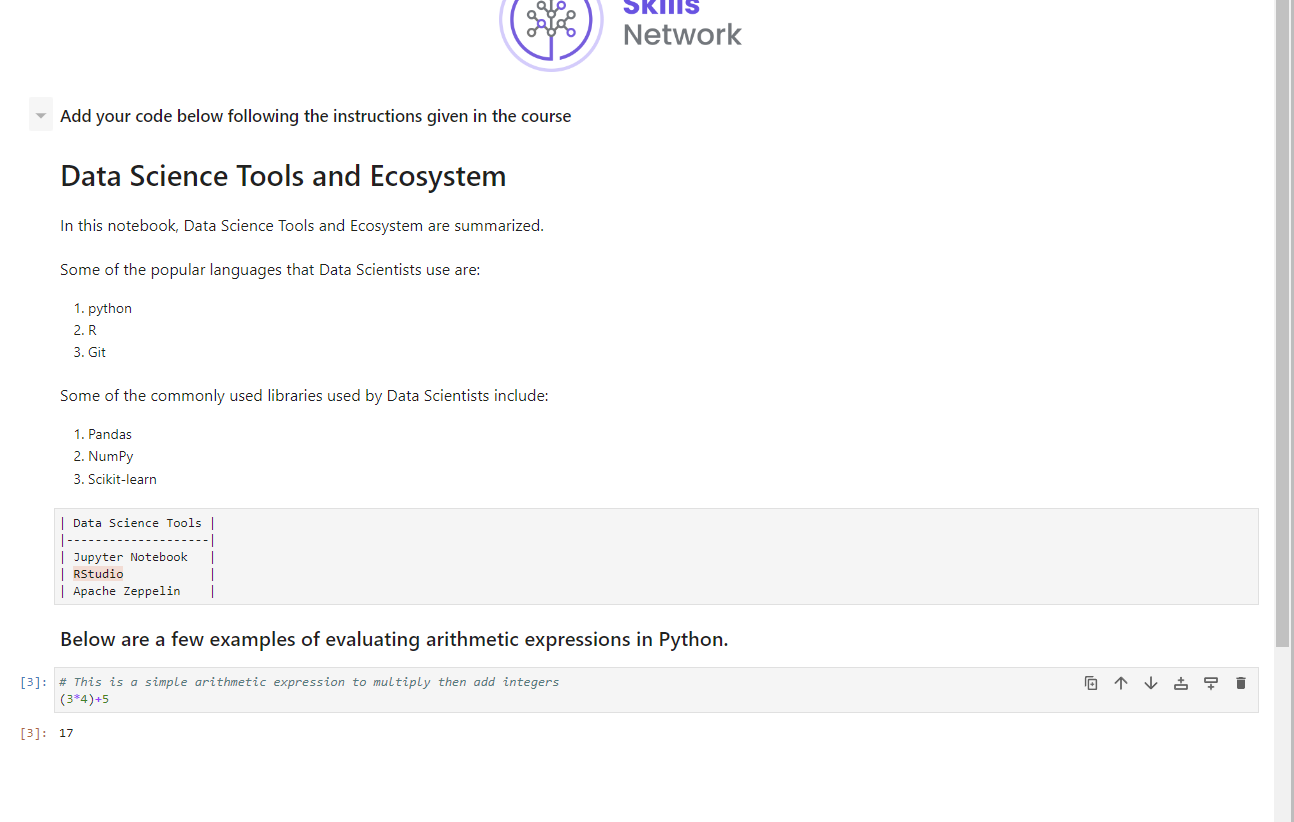 Skills
Network
Add your code below following the instructions given in the course
Data Science Tools and Ecosystem
In this notebook, Data Science Tools and Ecosystem are summarized.
Some of the popular languages that Data Scientists use are:
1. python
2. R
3. Git
Some of the commonly used libraries used by Data Scientists include:
1. Pandas
2. NumPy
3. Scikit-learn
| Data Science Tools |
|--------------------|
| Jupyter Notebook   |
| RStudio            |
| Apache Zeppelin    |
Below are a few examples of evaluating arithmetic expressions in Python.
[3]: # This is a simple arithmetic expression to multiply then add integers
(3*4)+5
[3]: 17